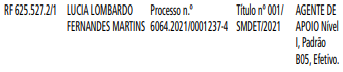 RF 625.527.2/1 LUCIA LOMBARDO Processo n.º Título nº 001/ AGENTE DE
FERNANDES MARTINS 6064.2021/0001237-4 SMDET/2021 APOIO Nível
I, Padrão
B05, Efetivo.